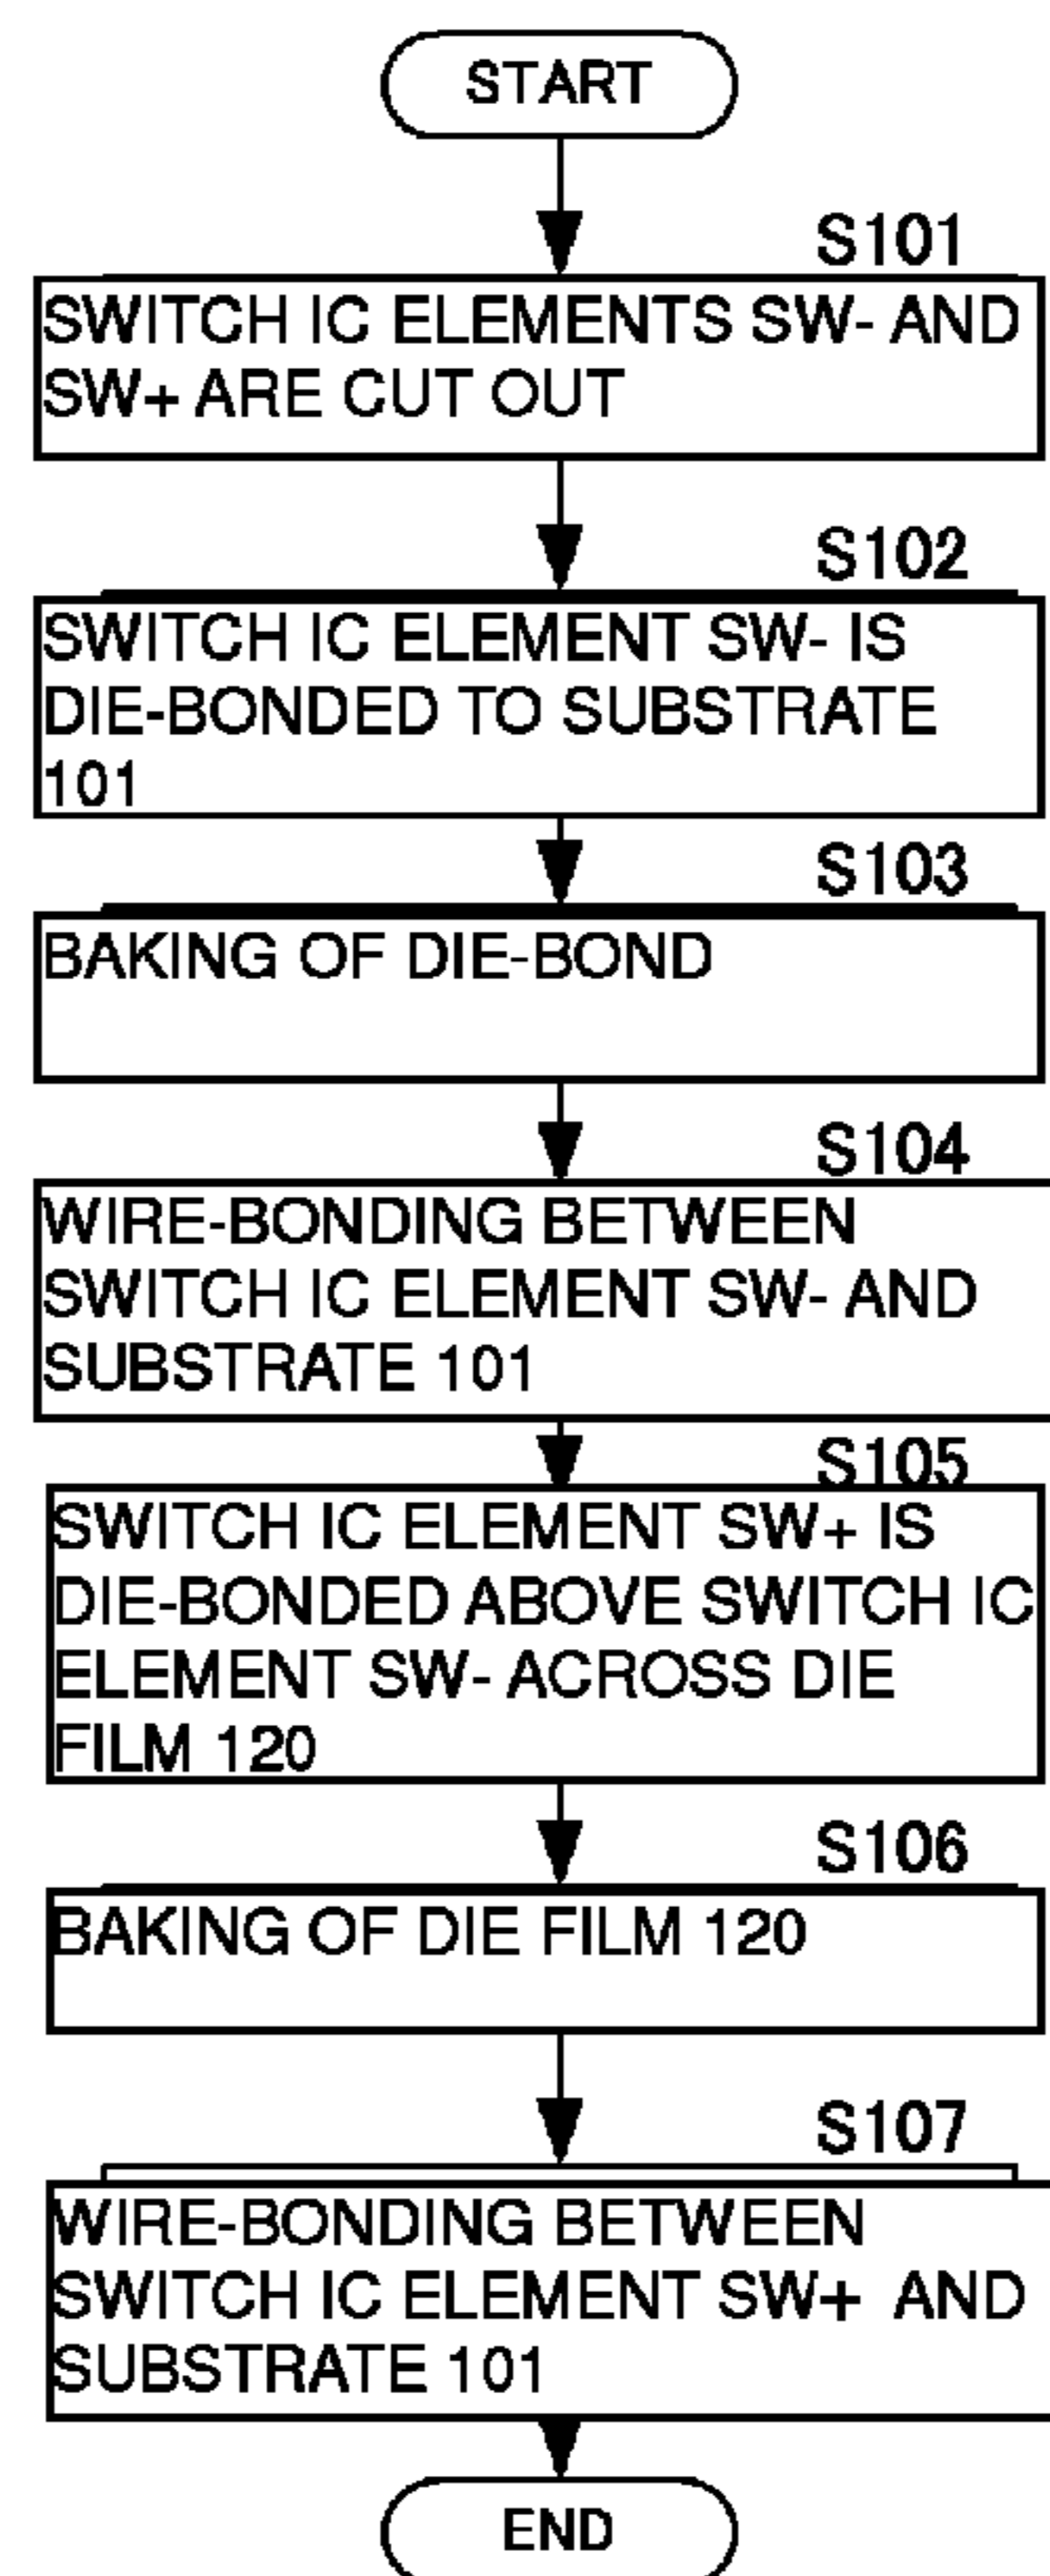 START
S101
SWITCH IC ELEMENTS SW- AND
SW+ ARE CUT OUT
S102
SWITCH IC ELEMENT SW- IS
DIE-BONDED TO SUBSTRATE
101
S103
BAKING OF DIE-BOND
S104
WIRE-BONDING BETWEEN
SWITCH IC ELEMENT SW- AND
SUBSTRATE 101
S105
SWITCH IC ELEMENT SW+ IS
DIE-BONDED ABOVE SWITCH IC
ELEMENT SW- ACROSS DIE
FILM 120
S106
BAKING OF DIE FILM 120
S107
WIRE-BONDING BETWEEN
SWITCH IC ELEMENT SW+ AND
SUBSTRATE 101
END